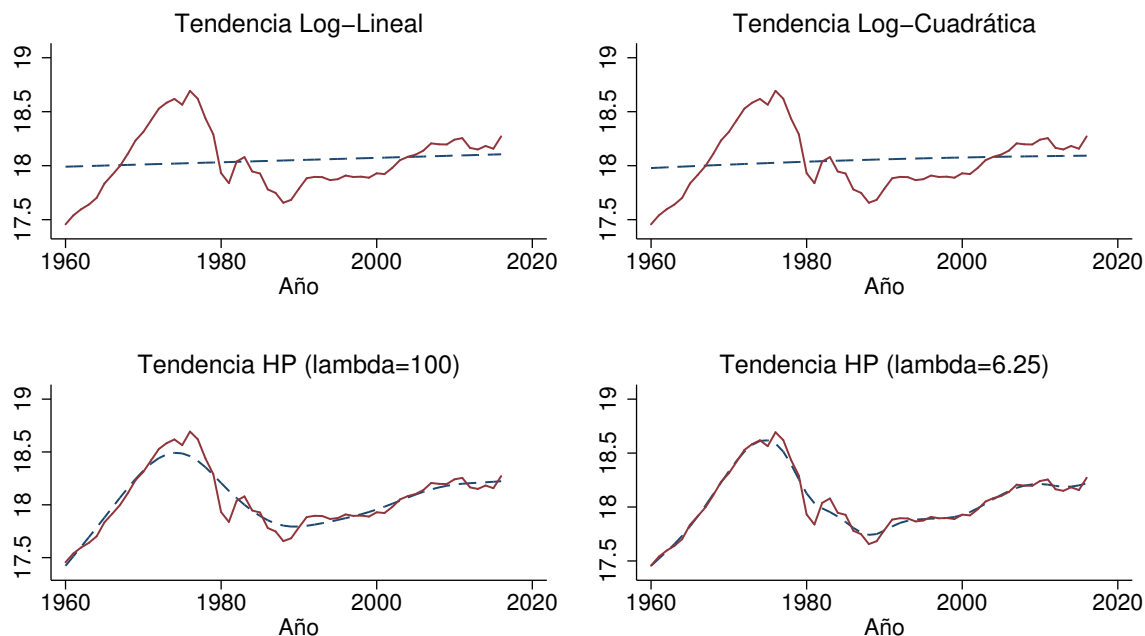 Tendencia Log−Lineal
19
18.5
18
17.5
1960 1980 2000 2020
Año
Tendencia Log−Cuadrática
19
18.5
18
17.5
1960 1980 2000 2020
Año
Tendencia HP (lambda=100)
19
18.5
18
17.5
1960 1980 2000 2020
Año
Tendencia HP (lambda=6.25)
19
18.5
18
17.5
1960 1980 2000 2020
Año